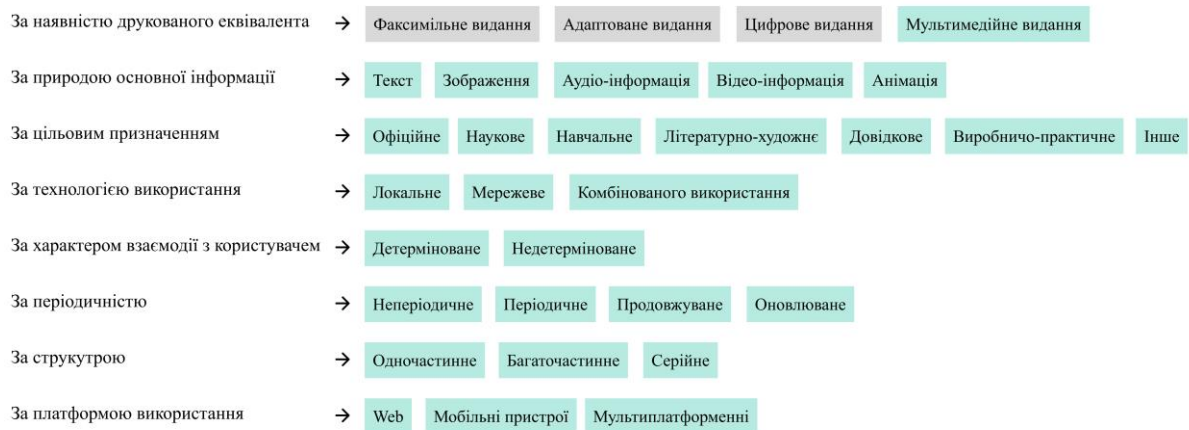 За наявністю друкованого еквівалента → Факсимільне видання Адаптоване видання Цифрове видання Мультимедійне видання
За природою основної інформації → Текст Зображення Аудіо-інформація Відео-інформація Анімація
За цільовим призначенням → Офіційне Наукове Навчальне Літературно-художнє Довідкове Виробничо-практичне Інше
За технологією використання → Локальне Мережеве Комбінованого використання
За характером взаємодії з користувачем → Детерміноване Недетерміноване
За періодичністю → Неперіодичне Періодичне Продовжуване Оновлюване
За струкутрою → Одночастинне Багаточастинне Серійне
За платформою використання → Web Мобільні пристрої Мультиплатформенні